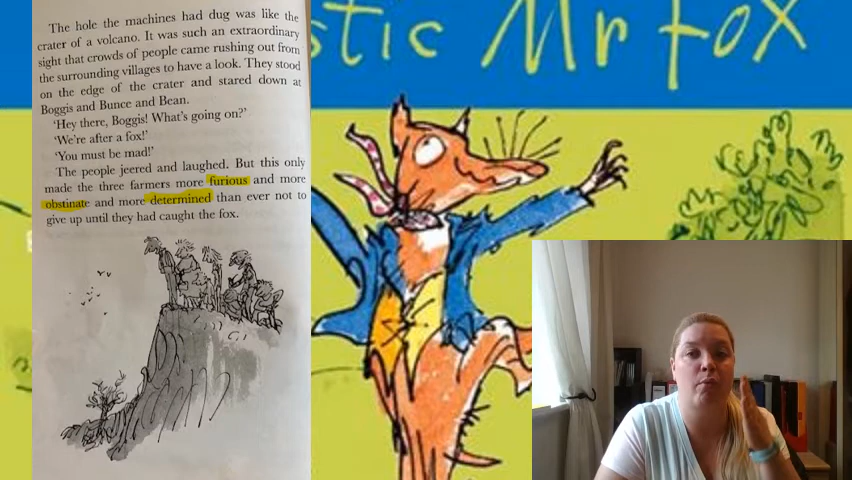 The hole the machines had dug was like the
crater of a volcano. It was such an extraordinary
sight that crowds of people came rushing out from
the surrounding villages to have a look. They stood
on the edge of the crater and stared down at
Boggis and Bunce and Bean.
'Hey there, Boggis! What's going on?'
'We're after a fox!'
'You must be mad!'
The people jeered and laughed. But this only
made the three farmers more furious and more
obstinate and more determined than ever not to
give up until they had caught the fox.
stic Mr Fox